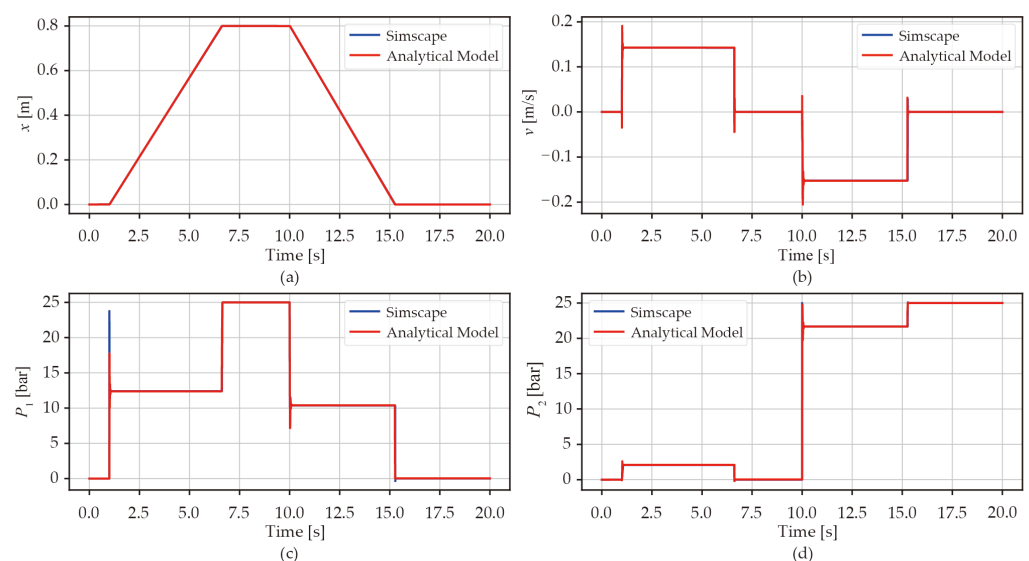 0.8
0.6
0.4
0.2
0.0
x [m]
Simscape
Analytical Model
0.0 2.5 5.0 7.5 10.0 12.5 15.0 17.5 20.0
Time [s]
(a)
0.2
0.1
0.0
−0.1
−0.2
v [m/s]
Simscape
Analytical Model
0.0 2.5 5.0 7.5 10.0 12.5 15.0 17.5 20.0
Time [s]
(b)
25
20
15
10
5
0
P1 [bar]
Simscape
Analytical Model
0.0 2.5 5.0 7.5 10.0 12.5 15.0 17.5 20.0
Time [s]
(c)
25
20
15
10
5
0
P2 [bar]
Simscape
Analytical Model
0.0 2.5 5.0 7.5 10.0 12.5 15.0 17.5 20.0
Time [s]
(d)